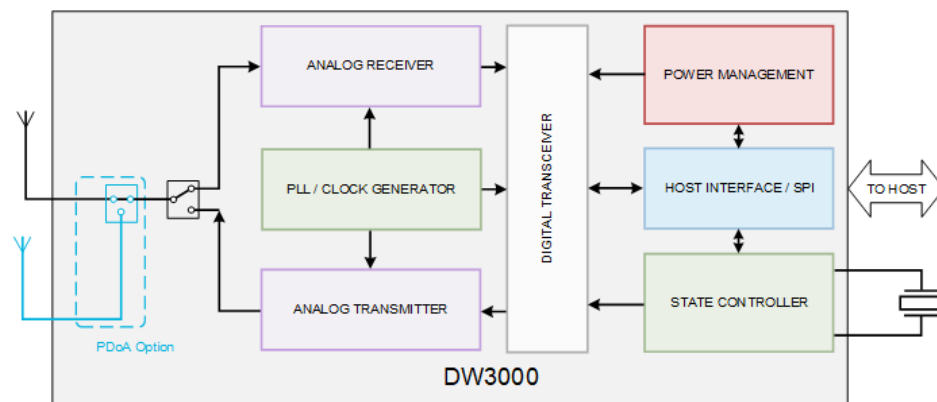 ANALOG RECEIVER
POWER MANAGEMENT
PLL / CLOCK GENERATOR
DIGITAL TRANSCEIVER
HOST INTERFACE / SPI
TO HOST
ANALOG TRANSMITTER
STATE CONTROLLER
PDoA Option
DW3000